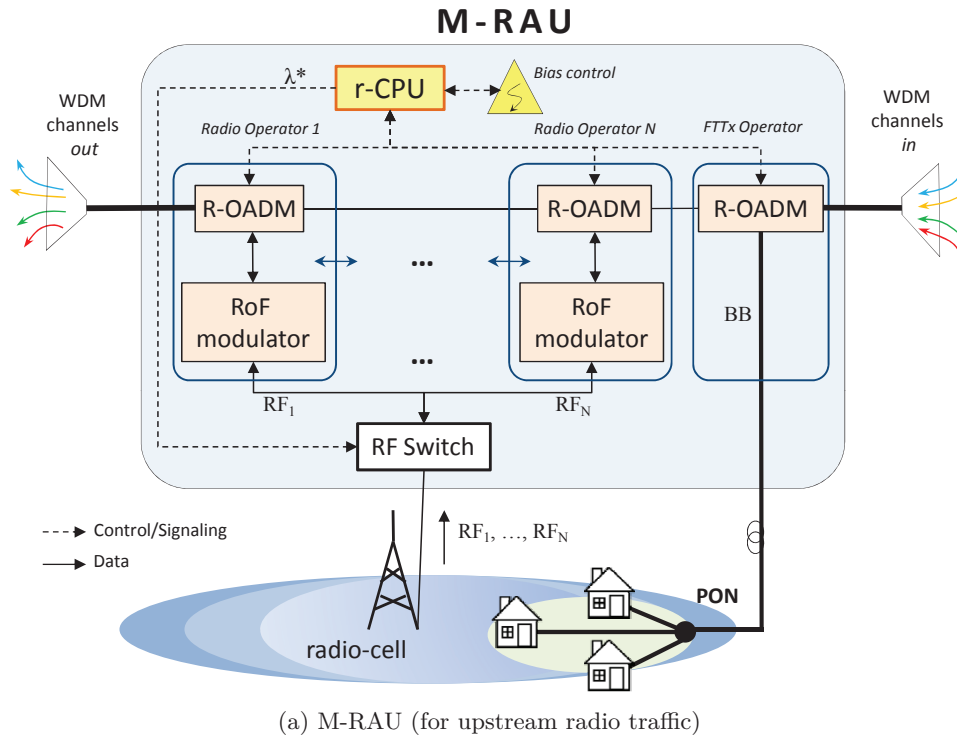 M-RAU
λ*
r-CPU
Bias control
WDM
channels
out
WDM
channels
in
Radio Operator 1
Radio Operator N
FTTx Operator
R-OADM
R-OADM
R-OADM
...
RoF
modulator
RoF
modulator
BB
...
RF₁
RFₙ
RF Switch
Control/Signaling
Data
RF₁, ..., RFₙ
PON
radio-cell
(a) M-RAU (for upstream radio traffic)